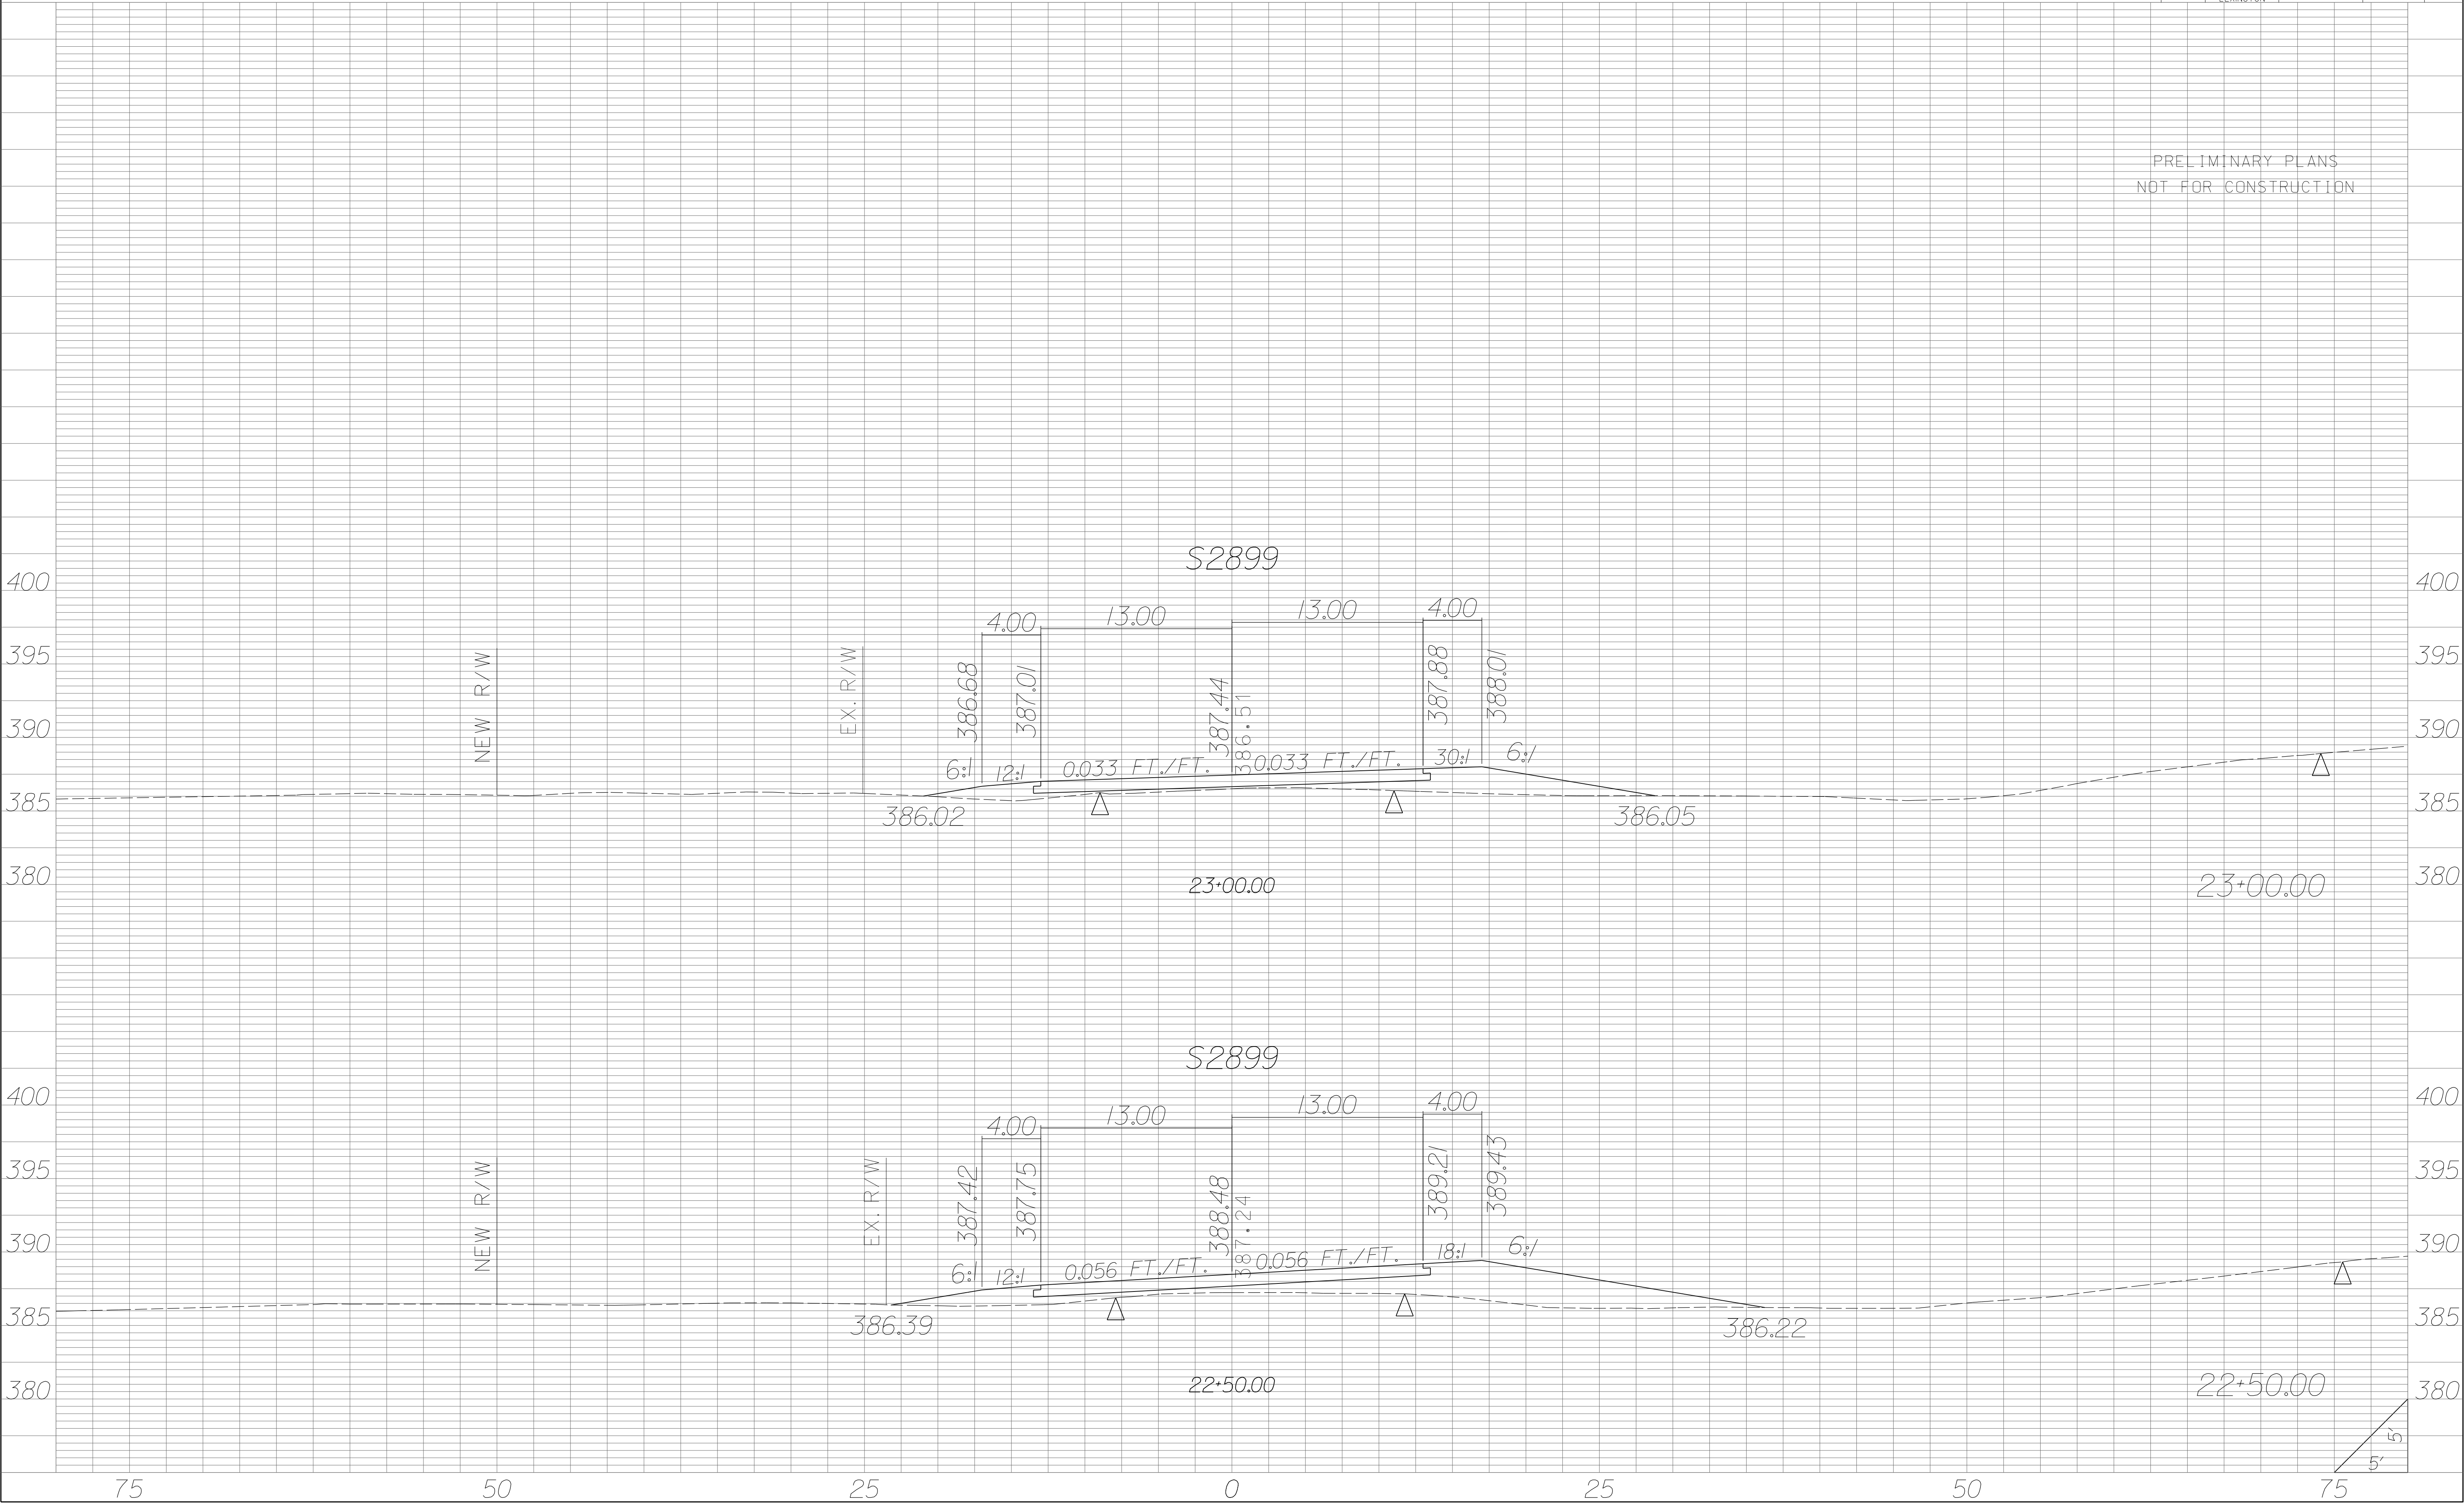 PRELIMINARY PLANS
NOT FOR CONSTRUCTION
S2899
400 400
4.00 13.00 13.00 4.00
395 395
NEW R/W EX. R/W 386.68 387.01 387.44 386.51 387.88 388.01
390 390
6:1 12:1 0.033 FT./FT. 0.033 FT./FT. 30:1 6:1
385 385
386.02 386.05
380 380
23+00.00 23+00.00
S2899
400 400
4.00 13.00 13.00 4.00
395 395
NEW R/W EX. R/W 387.42 387.75 388.48 387.24 389.21 389.43
390 390
6:1 12:1 0.056 FT./FT. 0.056 FT./FT. 18:1 6:1
385 385
386.39 386.22
380 380
22+50.00 22+50.00
5'
5'
75 50 25 0 25 50 75